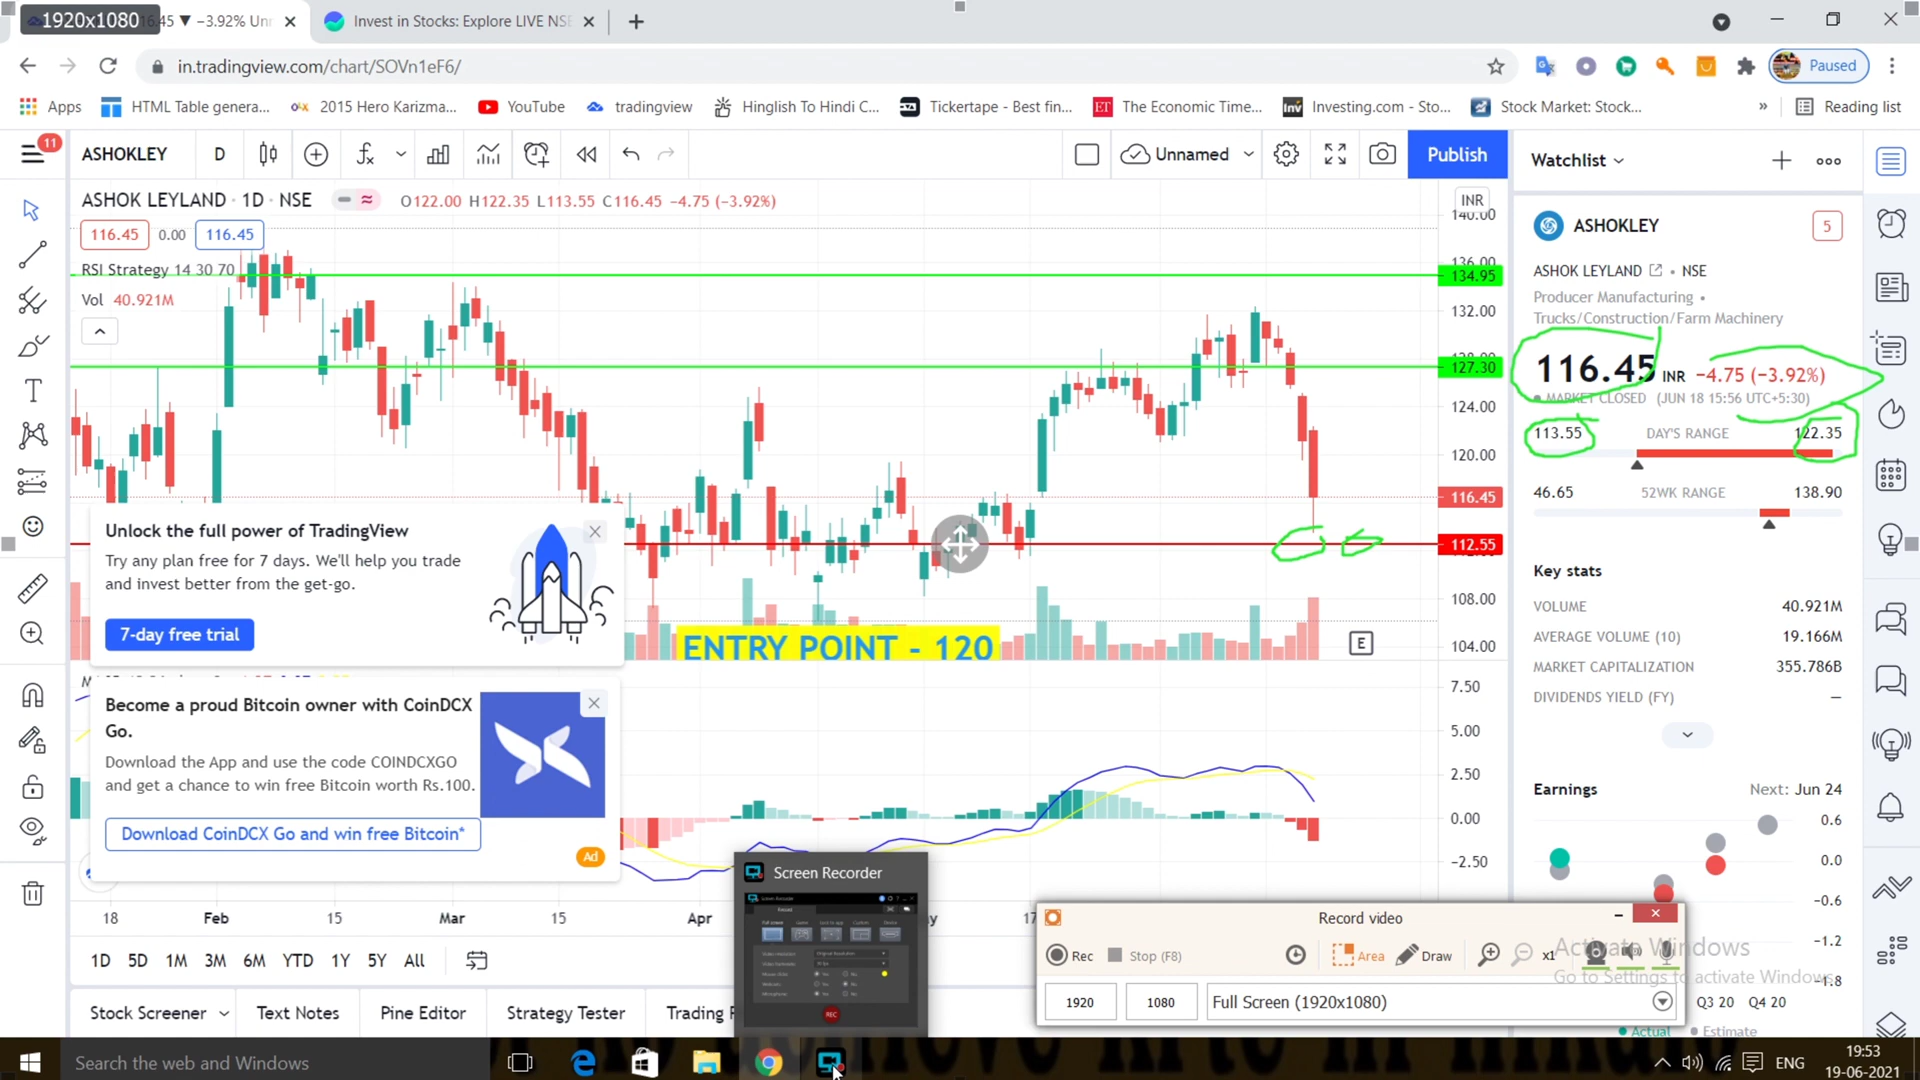 1920x1080
45 ▼ −3.92% Unn
Invest in Stocks: Explore LIVE NSE
in.tradingview.com/chart/SOVn1eF6/
Paused
Apps
HTML Table genera...
2015 Hero Karizma...
YouTube
tradingview
Hinglish To Hindi C...
Tickertape - Best fin...
The Economic Time...
Investing.com - Sto...
Stock Market: Stock...
»
Reading list
11
ASHOKLEY
D
Unnamed
Publish
Watchlist
ASHOK LEYLAND · 1D · NSE
O122.00 H122.35 L113.55 C116.45 −4.75 (−3.92%)
116.45
0.00
116.45
RSI Strategy 14 30 70
Vol 40.921M
INR
140.00
136.00
134.95
132.00
128.00
127.30
124.00
120.00
116.45
112.55
108.00
104.00
ENTRY POINT - 120
E
7.50
5.00
2.50
0.00
−2.50
Unlock the full power of TradingView
Try any plan free for 7 days. We'll help you trade
and invest better from the get-go.
7-day free trial
Become a proud Bitcoin owner with CoinDCX
Go.
Download the App and use the code COINDCXGO
and get a chance to win free Bitcoin worth Rs.100.
Download CoinDCX Go and win free Bitcoin*
Ad
18
Feb
15
Mar
15
Apr
17
1D
5D
1M
3M
6M
YTD
1Y
5Y
All
Stock Screener
Text Notes
Pine Editor
Strategy Tester
Trading
ASHOKLEY
5
ASHOK LEYLAND • NSE
Producer Manufacturing •
Trucks/Construction/Farm Machinery
116.45 INR −4.75 (−3.92%)
MARKET CLOSED (JUN 18 15:56 UTC+5:30)
113.55 DAY'S RANGE 122.35
46.65 52WK RANGE 138.90
Key stats
VOLUME 40.921M
AVERAGE VOLUME (10) 19.166M
MARKET CAPITALIZATION 355.786B
DIVIDENDS YIELD (FY) —
Earnings Next: Jun 24
0.6
0.0
−0.6
−1.2
−1.8
Q3 20 Q4 20
Actual Estimate
Screen Recorder
REC
Record video
Rec
Stop (F8)
Area
Draw
x1
1920
1080
Full Screen (1920x1080)
Activate Windows
Go to Settings to activate Windows.
Search the web and Windows
ENG
19:53
19-06-2021